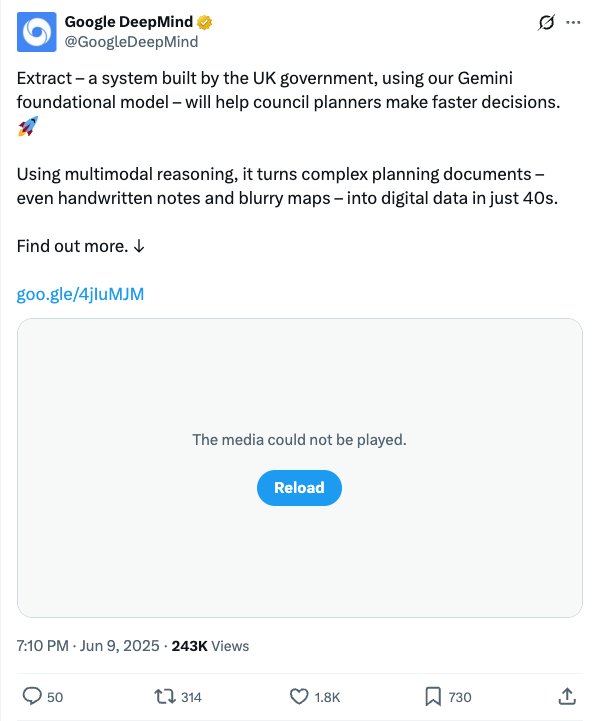 Google DeepMind
@GoogleDeepMind
Extract – a system built by the UK government, using our Gemini
foundational model – will help council planners make faster decisions.
🚀
Using multimodal reasoning, it turns complex planning documents –
even handwritten notes and blurry maps – into digital data in just 40s.
Find out more. ↓
goo.gle/4jIuMJM
The media could not be played.
Reload
7:10 PM · Jun 9, 2025 · 243K Views
50 314 1.8K 730